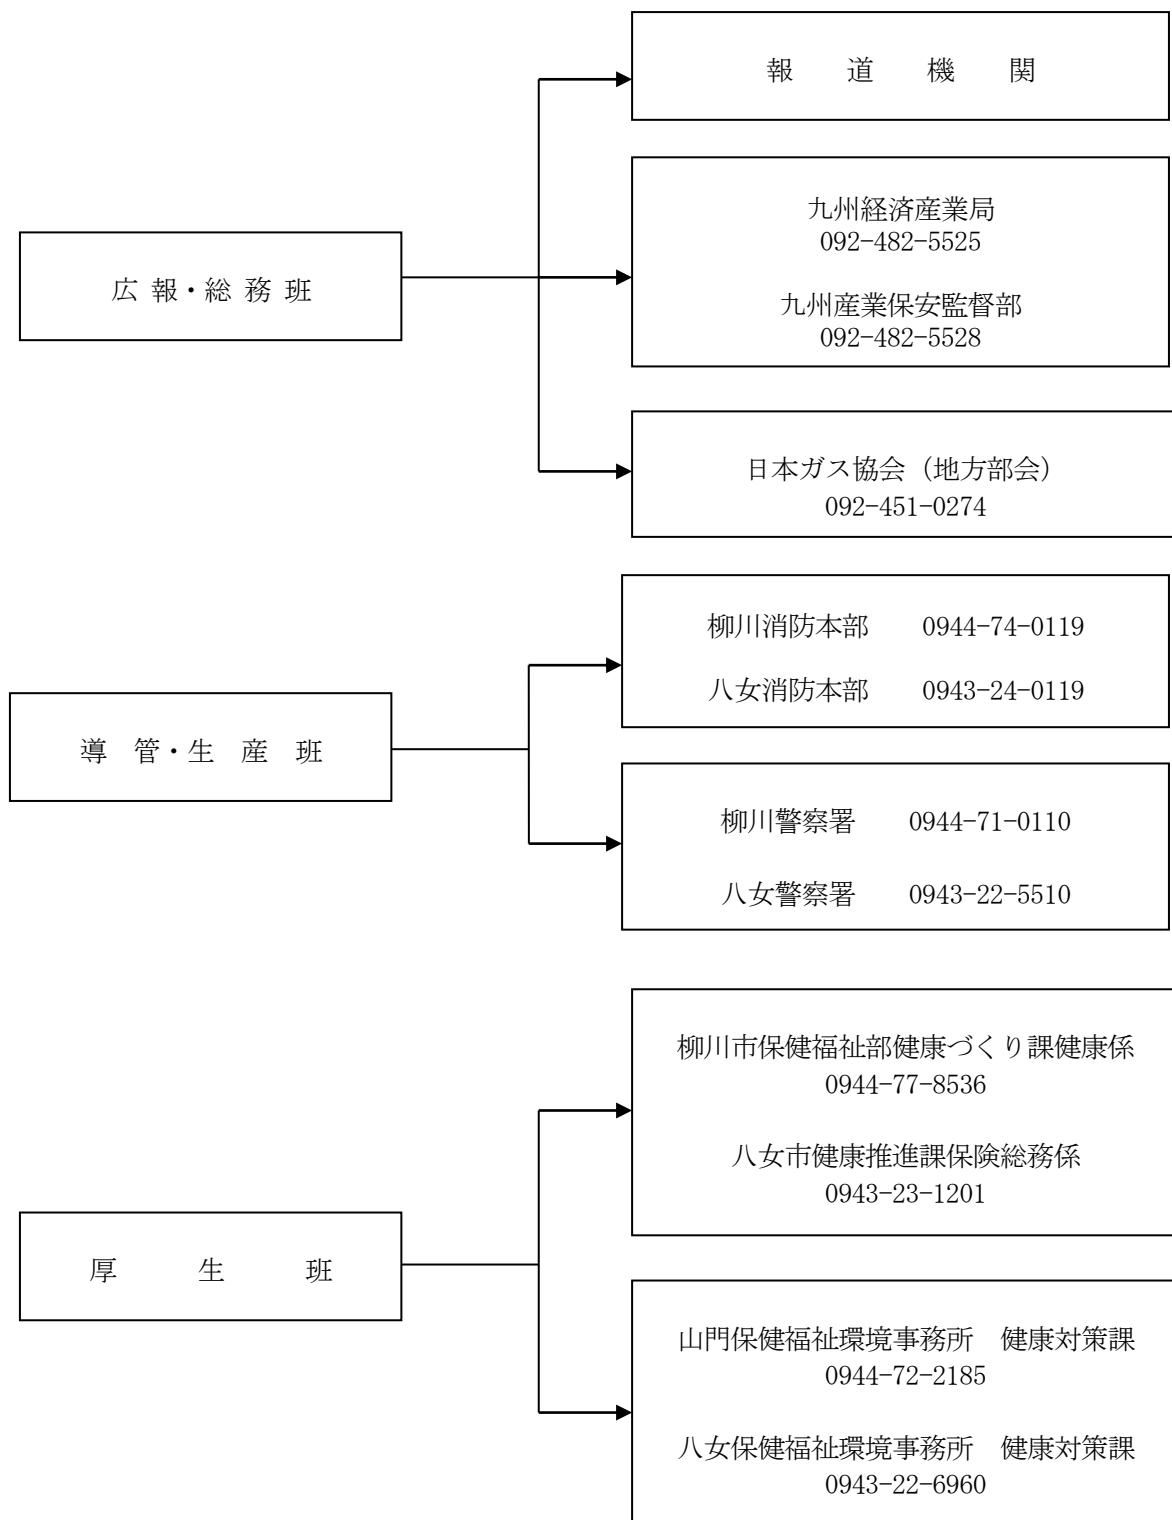 報道機関
九州経済産業局
092-482-5525
九州産業保安監督部
092-482-5528
広報・総務班
日本ガス協会（地方部会）
092-451-0274
柳川消防本部　0944-74-0119
八女消防本部　0943-24-0119
導管・生産班
柳川警察署　0944-71-0110
八女警察署　0943-22-5510
柳川市保健福祉部健康づくり課健康係
0944-77-8536
八女市健康推進課保険総務係
0943-23-1201
厚生班
山門保健福祉環境事務所　健康対策課
0944-72-2185
八女保健福祉環境事務所　健康対策課
0943-22-6960